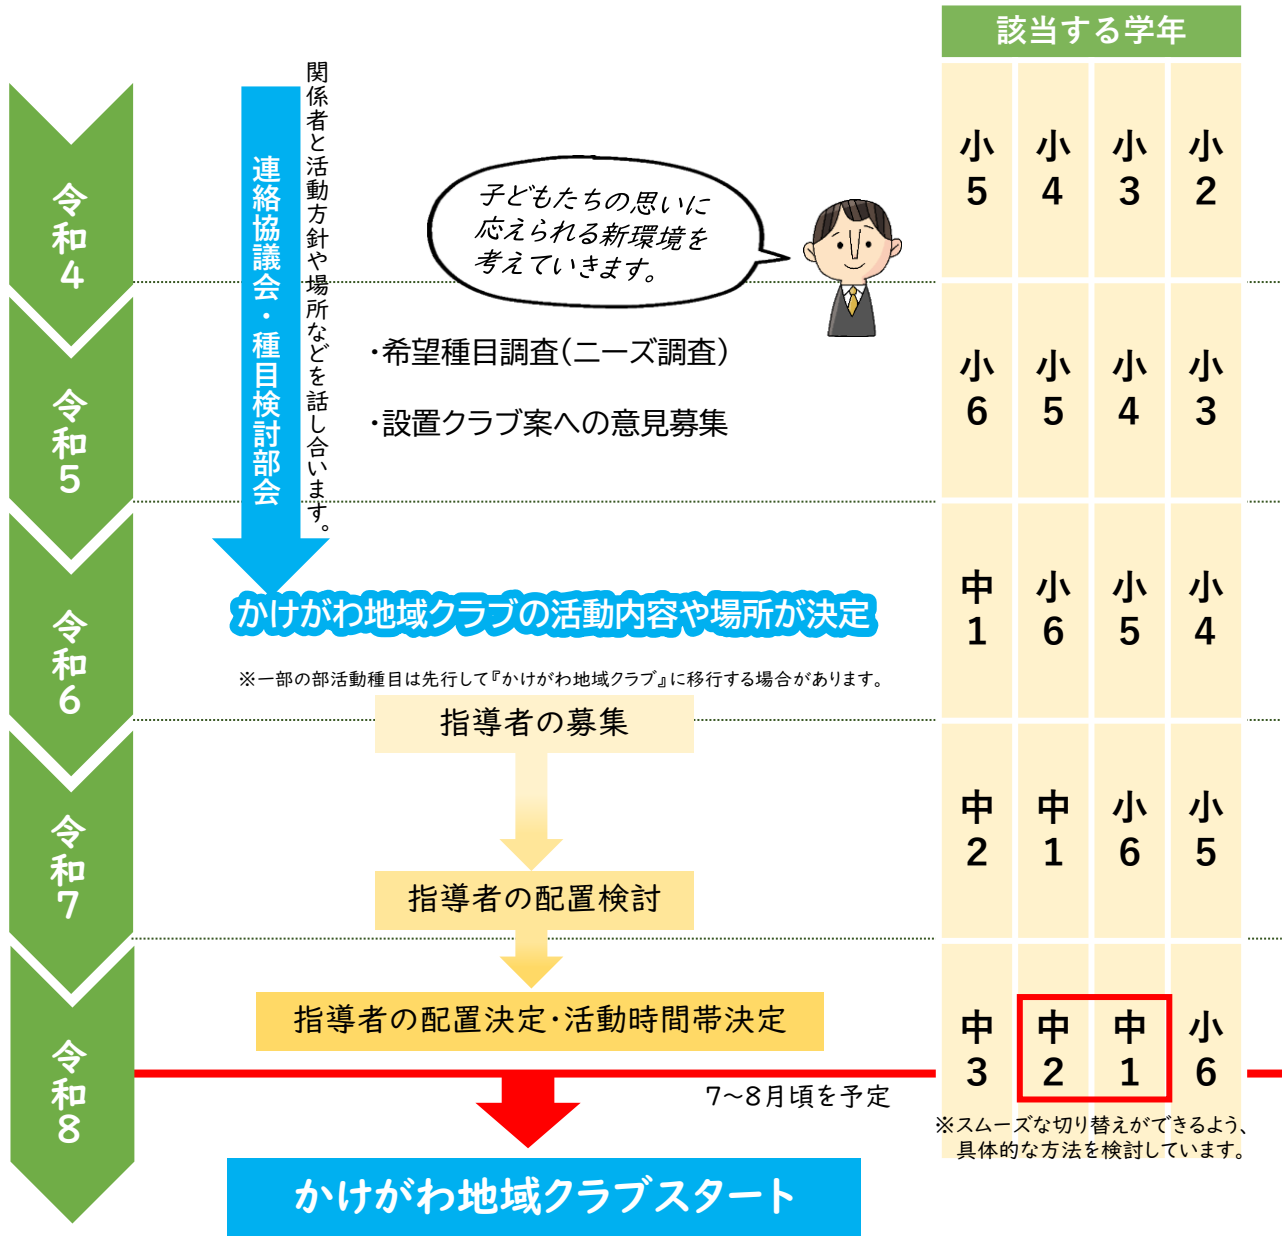 該当する学年
令和4
連絡協議会・種目検討部会
関係者と活動方針や場所などを話し合います。
子どもたちの思いに
応えられる新環境を
考えていきます。
小5
小4
小3
小2
令和5
・希望種目調査(ニーズ調査)
・設置クラブ案への意見募集
小6
小5
小4
小3
令和6
かけがわ地域クラブの活動内容や場所が決定
※一部の部活動種目は先行して『かけがわ地域クラブ』に移行する場合があります。
指導者の募集
中1
小6
小5
小4
令和7
指導者の配置検討
中2
中1
小6
小5
令和8
指導者の配置決定・活動時間帯決定
7〜8月頃を予定
中3
中2
中1
小6
※スムーズな切り替えができるよう、
具体的な方法を検討しています。
かけがわ地域クラブスタート